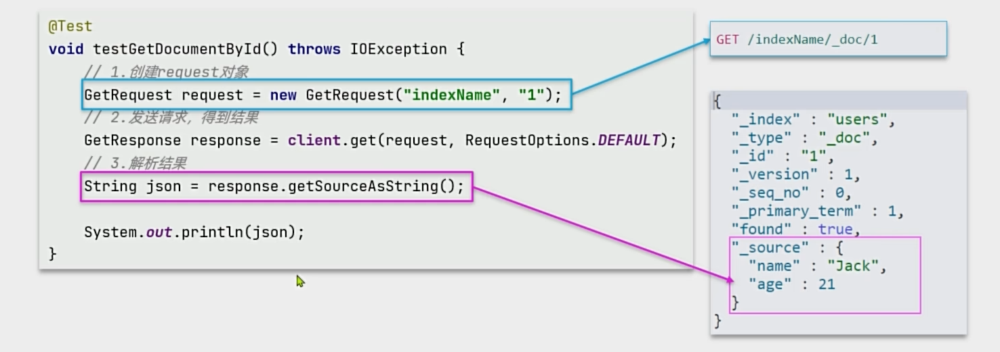 @Test
void testGetDocumentById() throws IOException {
// 1.创建request对象
GetRequest request = new GetRequest("indexName", "1");
// 2.发送请求，得到结果
GetResponse response = client.get(request, RequestOptions.DEFAULT);
// 3.解析结果
String json = response.getSourceAsString();
System.out.println(json);
}
GET /indexName/_doc/1
{
"_index" : "users",
"_type" : "_doc",
"_id" : "1",
"_version" : 1,
"_seq_no" : 0,
"_primary_term" : 1,
"found" : true,
"_source" : {
"name" : "Jack",
"age" : 21
}
}